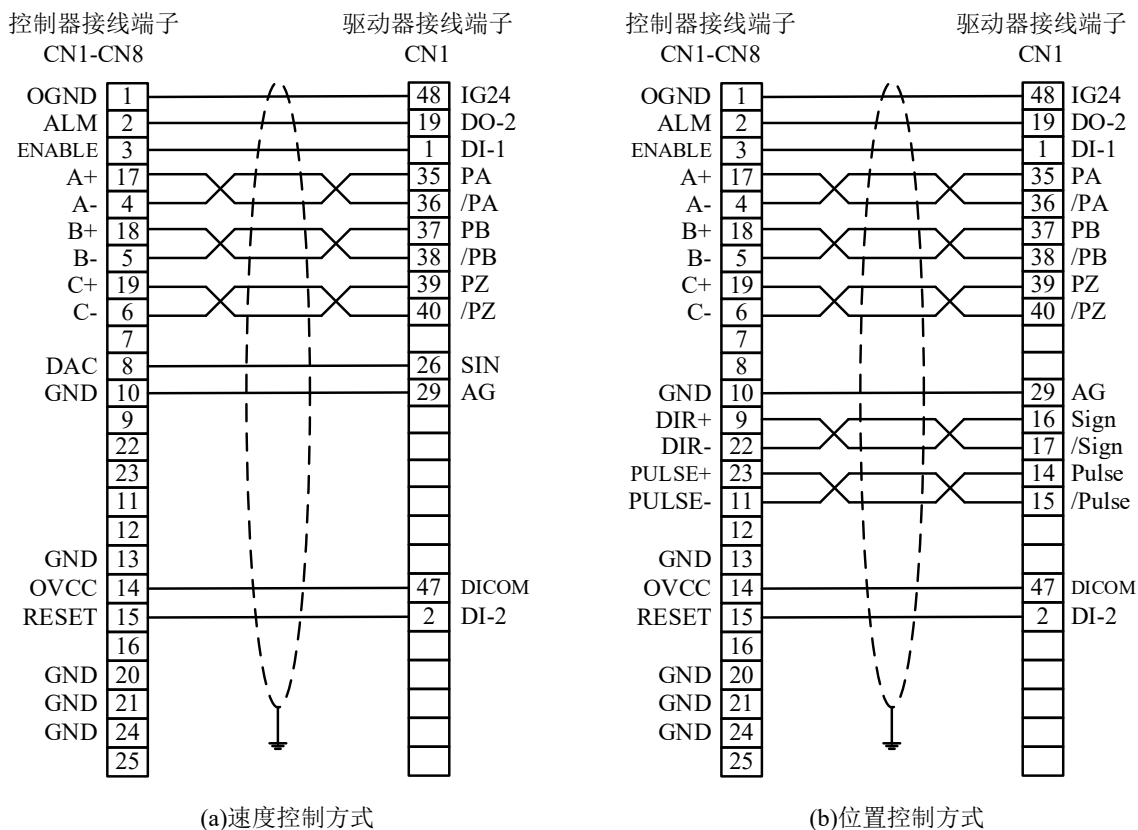 控制器接线端子 驱动器接线端子
CN1-CN8 CN1
OGND 1 48 IG24
ALM 2 19 DO-2
ENABLE 3 1 DI-1
A+ 17 35 PA
A- 4 36 /PA
B+ 18 37 PB
B- 5 38 /PB
C+ 19 39 PZ
C- 6 40 /PZ
7
DAC 8 26 SIN
GND 10 29 AG
9
22
23
11
12
GND 13
OVCC 14 47 DICOM
RESET 15 2 DI-2
16
GND 20
GND 21
GND 24
25
(a)速度控制方式
控制器接线端子 驱动器接线端子
CN1-CN8 CN1
OGND 1 48 IG24
ALM 2 19 DO-2
ENABLE 3 1 DI-1
A+ 17 35 PA
A- 4 36 /PA
B+ 18 37 PB
B- 5 38 /PB
C+ 19 39 PZ
C- 6 40 /PZ
7
8
GND 10 29 AG
DIR+ 9 16 Sign
DIR- 22 17 /Sign
PULSE+ 23 14 Pulse
PULSE- 11 15 /Pulse
12
GND 13
OVCC 14 47 DICOM
RESET 15 2 DI-2
16
GND 20
GND 21
GND 24
25
(b)位置控制方式